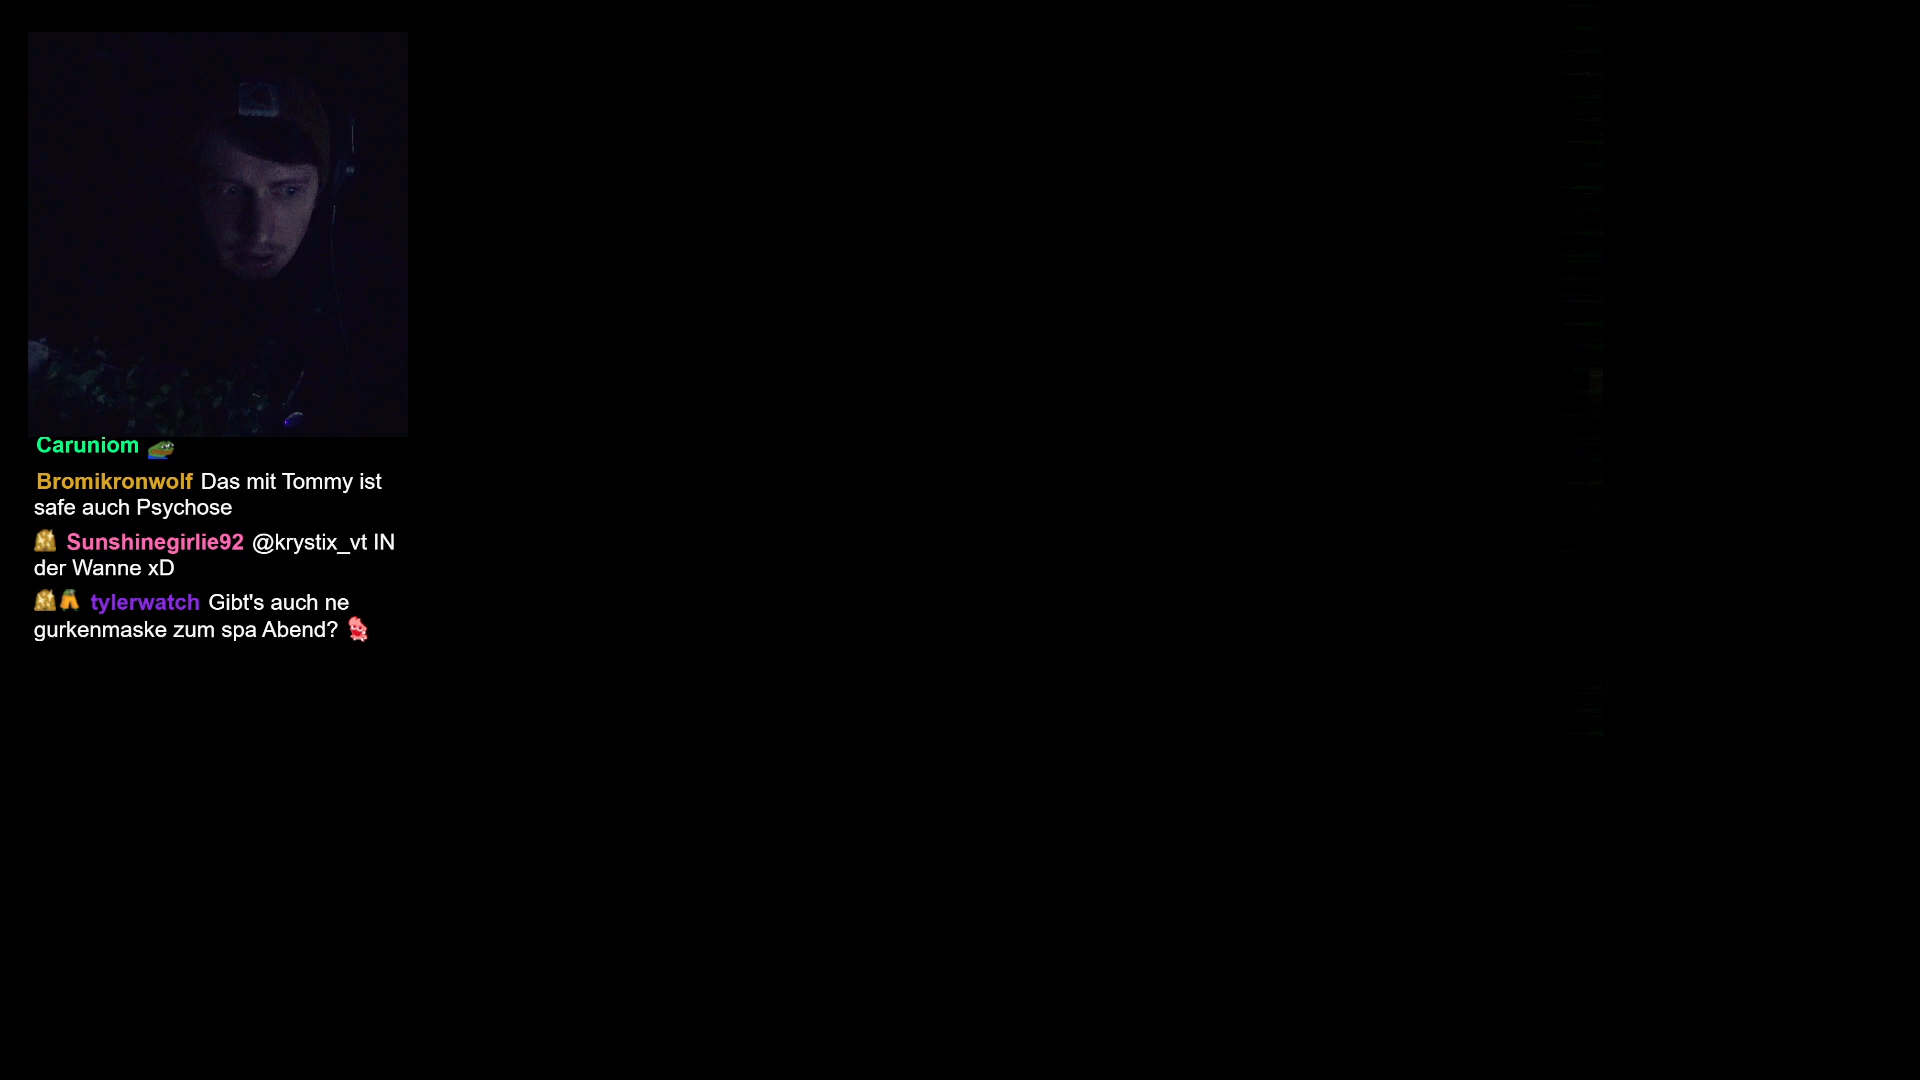 Caruniom
Bromikronwolf Das mit Tommy ist
safe auch Psychose
Sunshinegirlie92 @krystix_vt IN
der Wanne xD
tylerwatch Gibt's auch ne
gurkenmaske zum spa Abend?